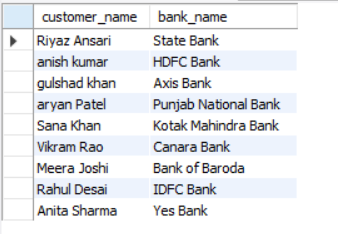 customer_name bank_name
Riyaz Ansari State Bank
anish kumar HDFC Bank
gulshad khan Axis Bank
aryan Patel Punjab National Bank
Sana Khan Kotak Mahindra Bank
Vikram Rao Canara Bank
Meera Joshi Bank of Baroda
Rahul Desai IDFC Bank
Anita Sharma Yes Bank